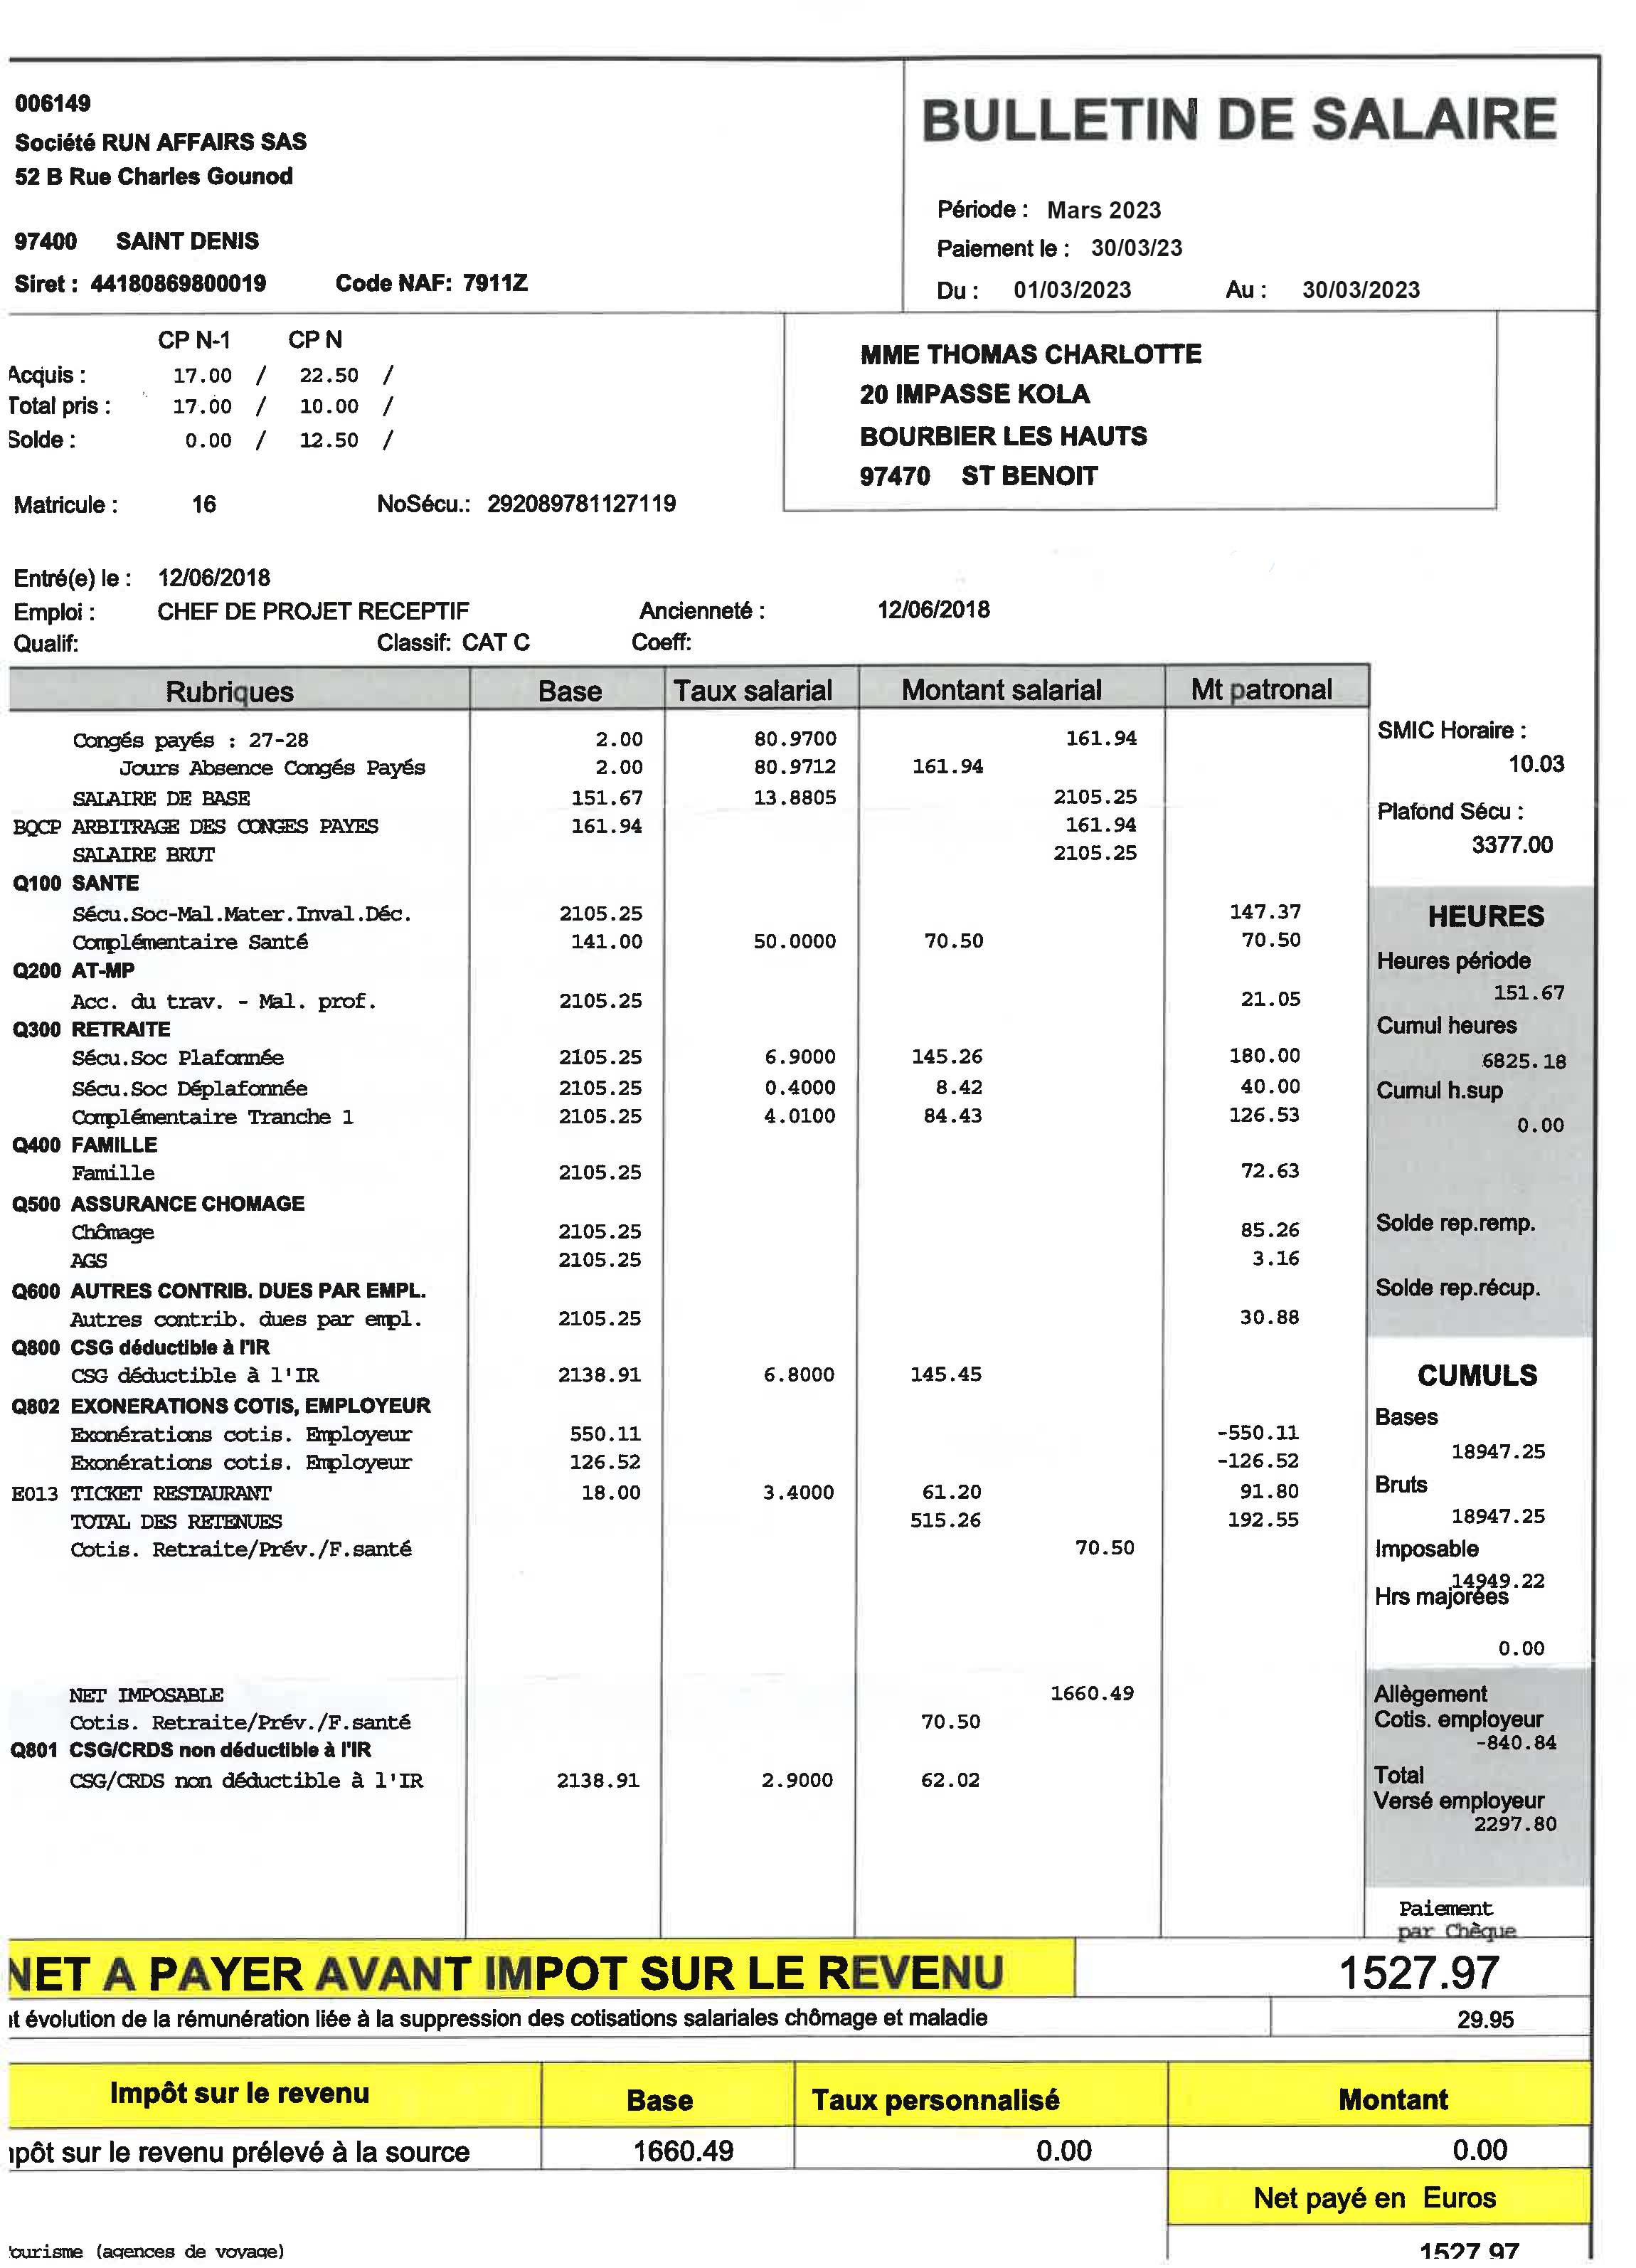 BULLETIN DE SALAIRE
006149
Société RUN AFFAIRS SAS
52 B Rue Charles Gounod
97400 SAINT DENIS
Siret : 44180869800019 Code NAF: 7911Z
Période : Mars 2023
Paiement le : 30/03/23
Du : 01/03/2023 Au : 30/03/2023
CP N-1 CP N
Acquis : 17.00 / 22.50 /
Total pris : 17.00 / 10.00 /
Solde : 0.00 / 12.50 /
Matricule : 16 NoSécu.: 292089781127119
MME THOMAS CHARLOTTE
20 IMPASSE KOLA
BOURBIER LES HAUTS
97470 ST BENOIT
Entré(e) le : 12/06/2018
Emploi : CHEF DE PROJET RECEPTIF Ancienneté : 12/06/2018
Qualif: Classif: CAT C Coeff:
Rubriques Base Taux salarial Montant salarial Mt patronal
Congés payés : 27-28 2.00 80.9700 161.94
Jours Absence Congés Payés 2.00 80.9712 161.94
SALAIRE DE BASE 151.67 13.8805 2105.25
BQCP ARBITRAGE DES CONGES PAYES 161.94 161.94
SALAIRE BRUT 2105.25
Q100 SANTE
Sécu.Soc-Mal.Mater.Inval.Déc. 2105.25 147.37
Complémentaire Santé 141.00 50.0000 70.50 70.50
Q200 AT-MP
Acc. du trav. - Mal. prof. 2105.25 21.05
Q300 RETRAITE
Sécu.Soc Plafonnée 2105.25 6.9000 145.26 180.00
Sécu.Soc Déplafonnée 2105.25 0.4000 8.42 40.00
Complémentaire Tranche 1 2105.25 4.0100 84.43 126.53
Q400 FAMILLE
Famille 2105.25 72.63
Q500 ASSURANCE CHOMAGE
Chômage 2105.25 85.26
AGS 2105.25 3.16
Q600 AUTRES CONTRIB. DUES PAR EMPL.
Autres contrib. dues par empl. 2105.25 30.88
Q800 CSG déductible à l'IR
CSG déductible à l'IR 2138.91 6.8000 145.45
Q802 EXONERATIONS COTIS, EMPLOYEUR
Exonérations cotis. Employeur 550.11 -550.11
Exonérations cotis. Employeur 126.52 -126.52
E013 TICKET RESTAURANT 18.00 3.4000 61.20 91.80
TOTAL DES RETENUES 515.26 192.55
Cotis. Retraite/Prév./F.santé 70.50
NET IMPOSABLE 1660.49
Cotis. Retraite/Prév./F.santé 70.50
Q801 CSG/CRDS non déductible à l'IR
CSG/CRDS non déductible à l'IR 2138.91 2.9000 62.02
SMIC Horaire :
10.03
Plafond Sécu :
3377.00
HEURES
Heures période
151.67
Cumul heures
6825.18
Cumul h.sup
0.00
Solde rep.remp.
Solde rep.récup.
CUMULS
Bases
18947.25
Bruts
18947.25
Imposable
14949.22
Hrs majorées
0.00
Allègement
Cotis. employeur
-840.84
Total
Versé employeur
2297.80
Paiement
par Chèque
NET A PAYER AVANT IMPOT SUR LE REVENU 1527.97
évolution de la rémunération liée à la suppression des cotisations salariales chômage et maladie 29.95
Impôt sur le revenu Base Taux personnalisé Montant
pôt sur le revenu prélevé à la source 1660.49 0.00 0.00
Net payé en Euros
ourisme (agences de voyage) 1527.97